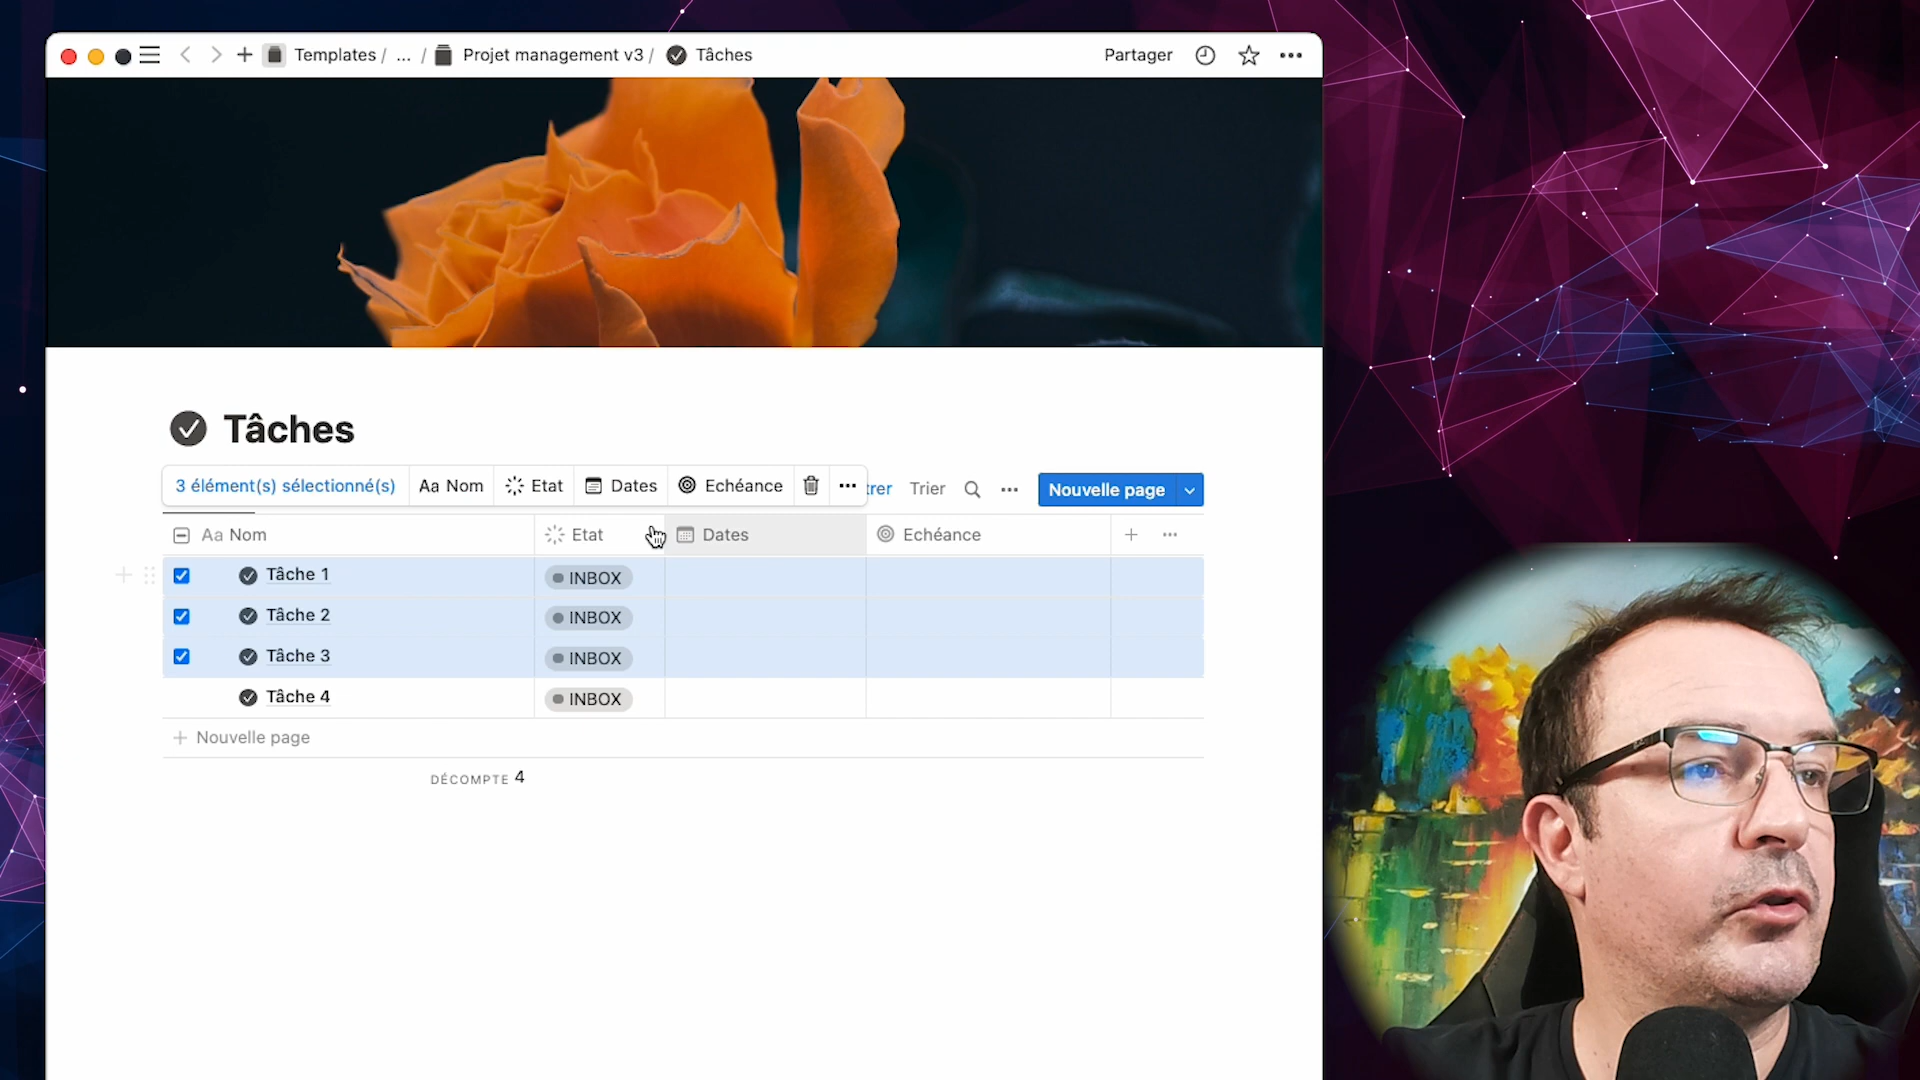 Templates / ... / Projet management v3 / Tâches
Partager
Tâches
3 élément(s) sélectionné(s) Aa Nom Etat Dates Echéance
trer Trier Nouvelle page
Aa Nom Etat Dates Echéance
Tâche 1 INBOX
Tâche 2 INBOX
Tâche 3 INBOX
Tâche 4 INBOX
+ Nouvelle page
DÉCOMPTE 4